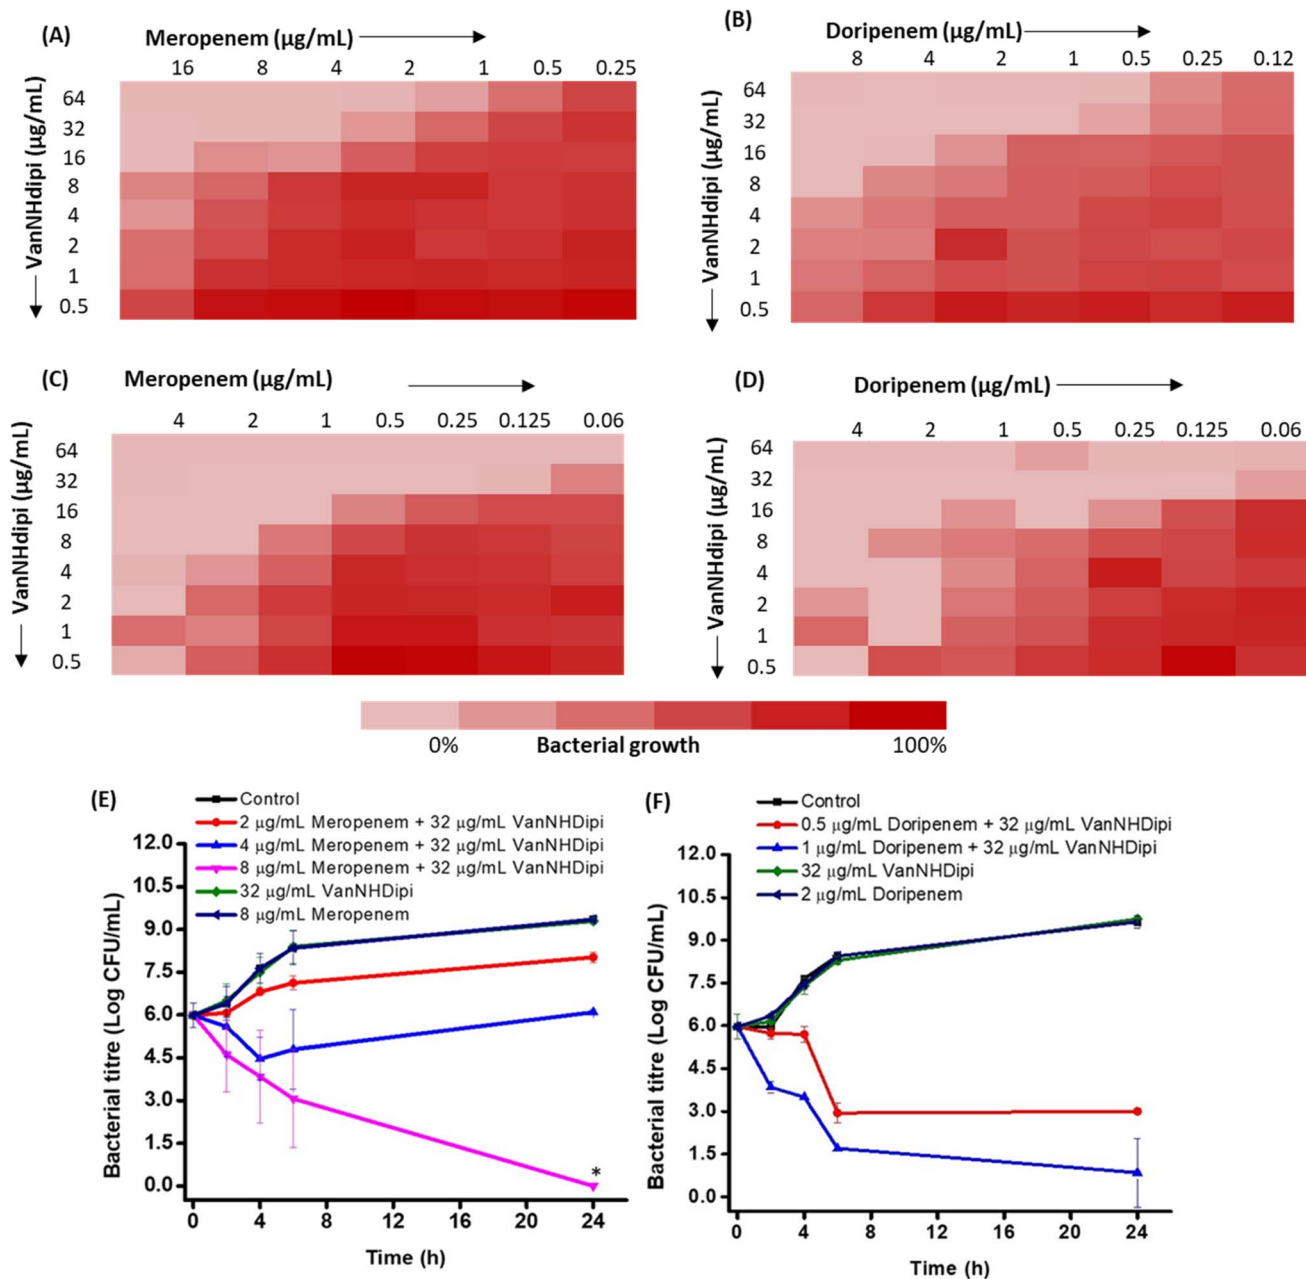 (A)
Meropenem (µg/mL)
16 8 4 2 1 0.5 0.25
VanNHdipi (µg/mL)
64
32
16
8
4
2
1
0.5
(B)
Doripenem (µg/mL)
8 4 2 1 0.5 0.25 0.12
VanNHdipi (µg/mL)
64
32
16
8
4
2
1
0.5
(C)
Meropenem (µg/mL)
4 2 1 0.5 0.25 0.125 0.06
VanNHdipi (µg/mL)
64
32
16
8
4
2
1
0.5
(D)
Doripenem (µg/mL)
4 2 1 0.5 0.25 0.125 0.06
VanNHdipi (µg/mL)
64
32
16
8
4
2
1
0.5
0% Bacterial growth 100%
(E)
Control
2 µg/mL Meropenem + 32 µg/mL VanNHDipi
4 µg/mL Meropenem + 32 µg/mL VanNHDipi
8 µg/mL Meropenem + 32 µg/mL VanNHDipi
32 µg/mL VanNHDipi
8 µg/mL Meropenem
Bacterial titre (Log CFU/mL)
12.0
10.5
9.0
7.5
6.0
4.5
3.0
1.5
0.0
*
0 4 8 12 16 20 24
Time (h)
(F)
Control
0.5 µg/mL Doripenem + 32 µg/mL VanNHDipi
1 µg/mL Doripenem + 32 µg/mL VanNHDipi
32 µg/mL VanNHDipi
2 µg/mL Doripenem
Bacterial titre (Log CFU/mL)
12.0
10.5
9.0
7.5
6.0
4.5
3.0
1.5
0.0
0 4 8 12 16 20 24
Time (h)